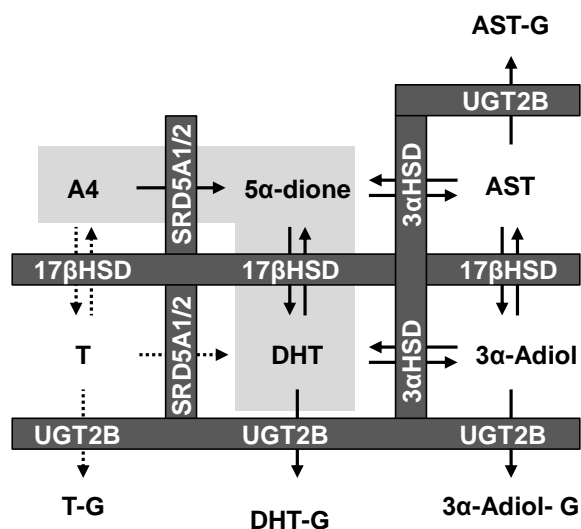 AST-G
UGT2B
A4
SRD5A1/2
5α-dione
3αHSD
AST
17βHSD
17βHSD
17βHSD
T
SRD5A1/2
DHT
3αHSD
3α-Adiol
UGT2B
UGT2B
UGT2B
T-G
DHT-G
3α-Adiol- G